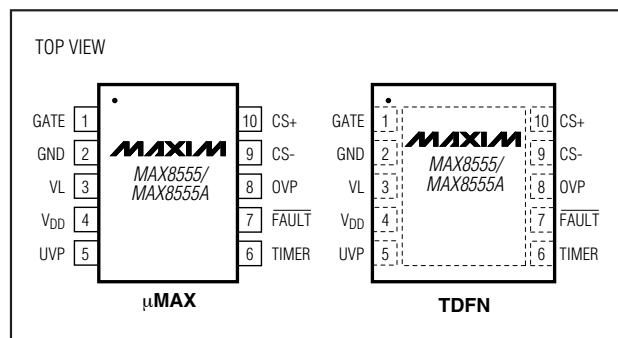 TOP VIEW
GATE 1
GND 2
VL 3
VDD 4
UVP 5
MAXIM
MAX8555/
MAX8555A
10 CS+
9 CS-
8 OVP
7 FAULT
6 TIMER
µMAX
GATE 1
GND 2
VL 3
VDD 4
UVP 5
MAXIM
MAX8555/
MAX8555A
10 CS+
9 CS-
8 OVP
7 FAULT
6 TIMER
TDFN